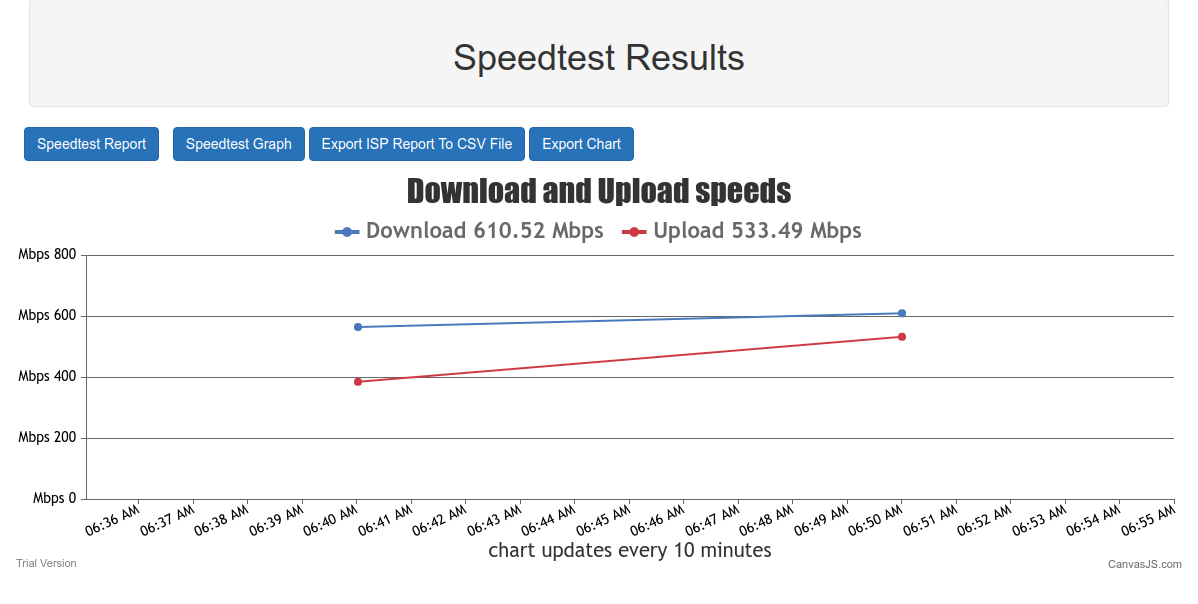 Speedtest Results
Speedtest Report
Speedtest Graph
Export ISP Report To CSV File
Export Chart
Download and Upload speeds
Download 610.52 Mbps
Upload 533.49 Mbps
Mbps 800
Mbps 600
Mbps 400
Mbps 200
Mbps 0
06:36 AM
06:37 AM
06:38 AM
06:39 AM
06:40 AM
06:41 AM
06:42 AM
06:43 AM
06:44 AM
06:45 AM
06:46 AM
06:47 AM
06:48 AM
06:49 AM
06:50 AM
06:51 AM
06:52 AM
06:53 AM
06:54 AM
06:55 AM
chart updates every 10 minutes
Trial Version
CanvasJS.com